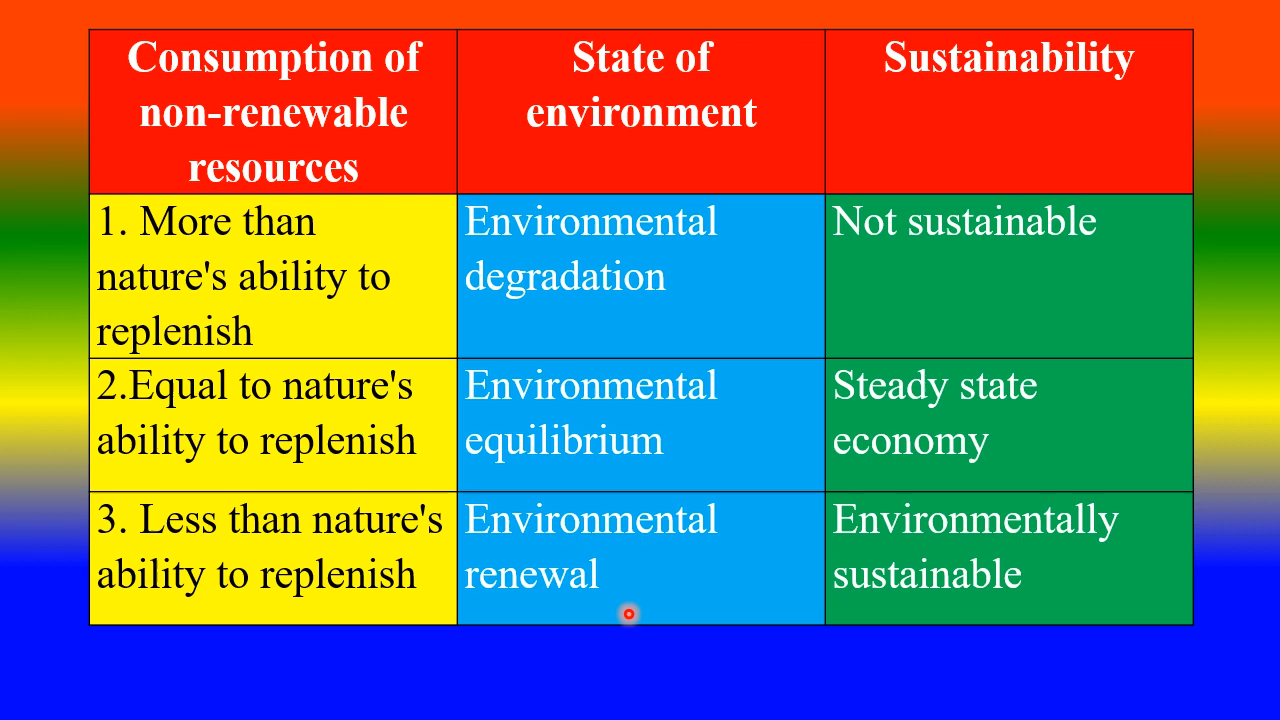 Consumption of
non-renewable
resources
State of
environment
Sustainability
1. More than
nature's ability to
replenish
Environmental
degradation
Not sustainable
2.Equal to nature's
ability to replenish
Environmental
equilibrium
Steady state
economy
3. Less than nature's
ability to replenish
Environmental
renewal
Environmentally
sustainable